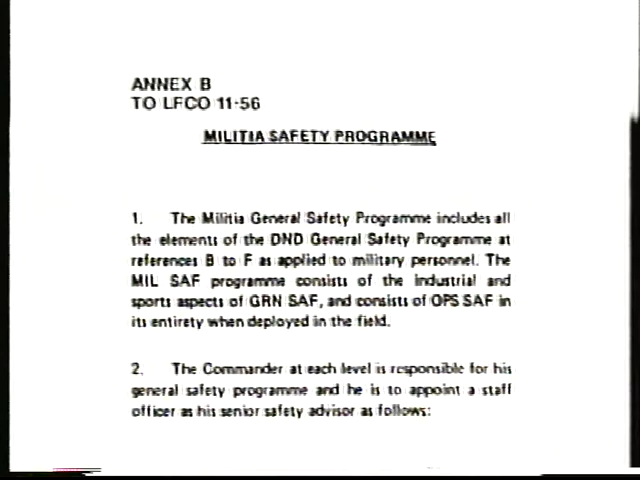 ANNEX B
TO LFCO 11-56
MILITIA SAFETY PROGRAMME
1. The Militia General Safety Programme includes all
the elements of the DND General Safety Programme at
references B to F as applied to military personnel. The
MIL SAF programme consists of the industrial and
sports aspects of GRN SAF, and consists of OPS SAF in
its entirety when deployed in the field.
2. The Commander at each level is responsible for his
general safety programme and he is to appoint a staff
officer as his senior safety advisor as follows: